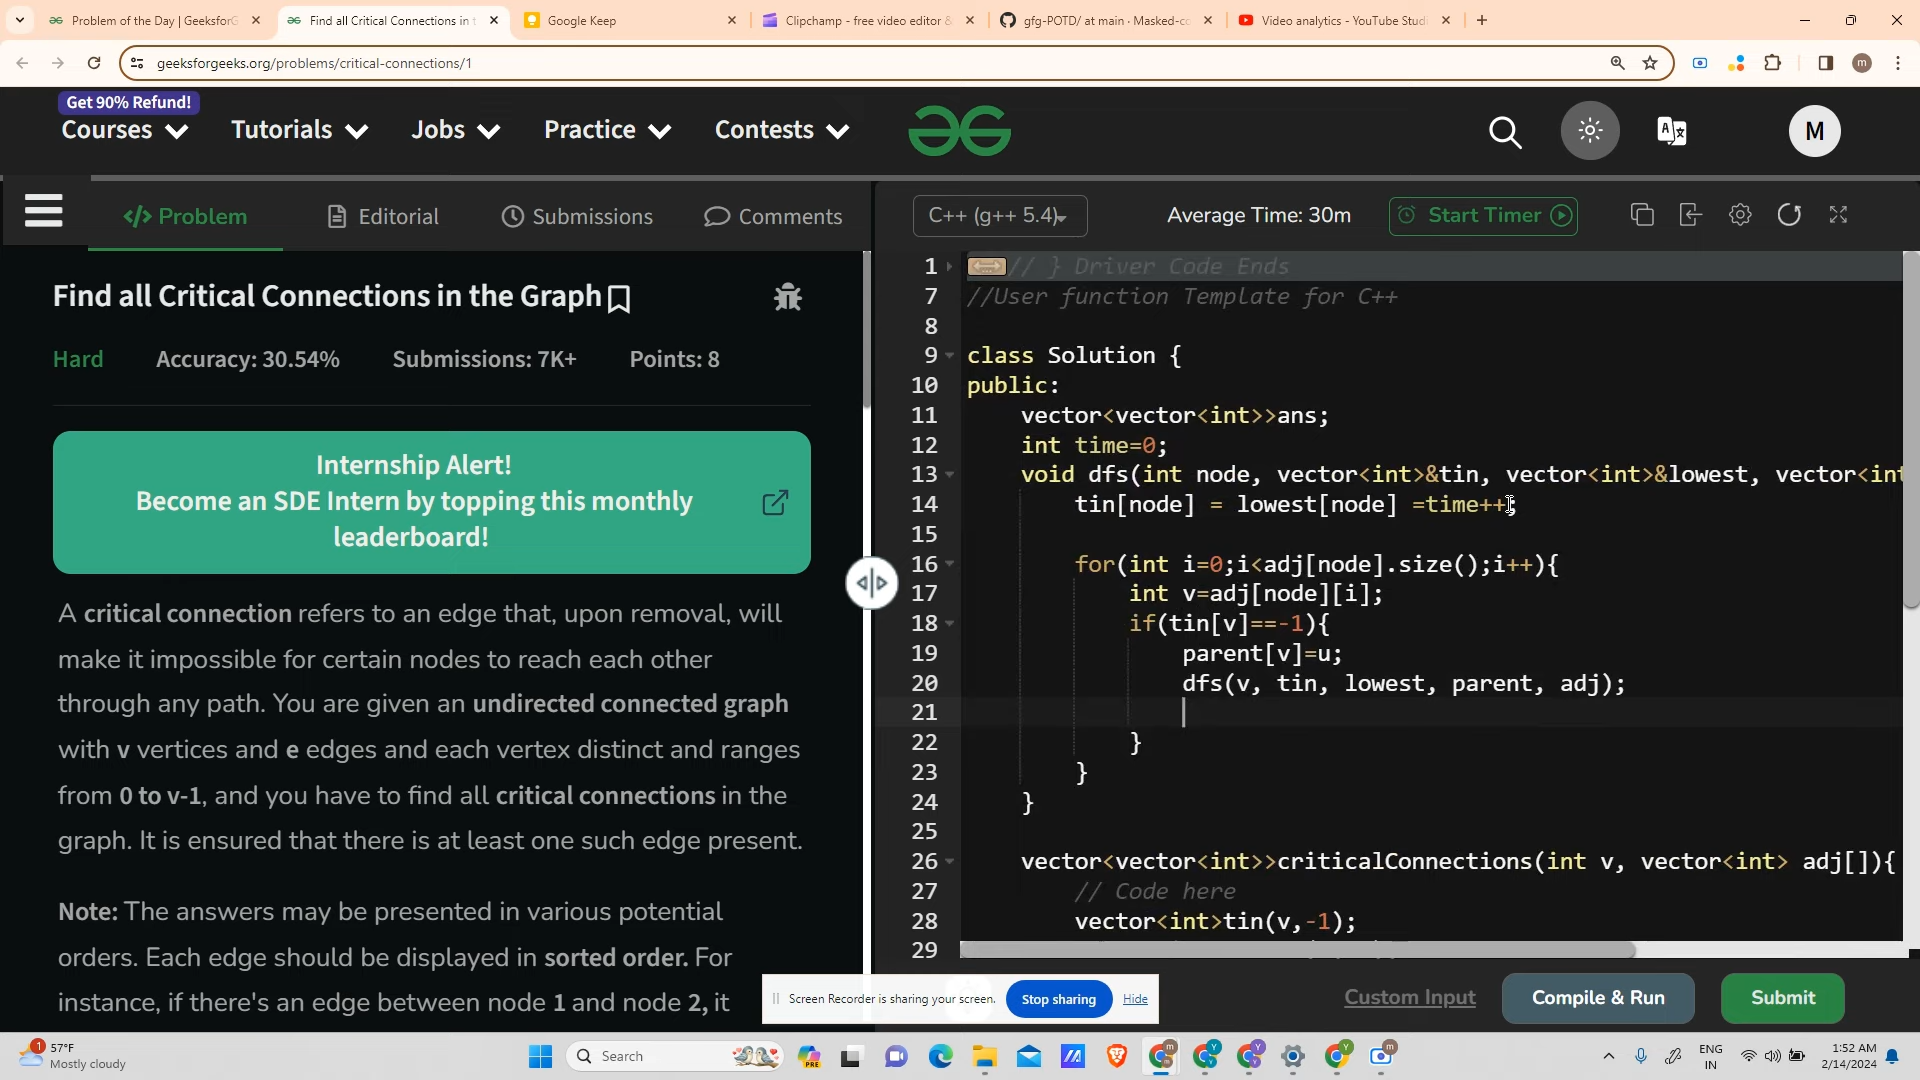 Problem of the Day | GeeksforG
Find all Critical Connections in t
Google Keep
Clipchamp - free video editor &
gfg-POTD/ at main · Masked-co
Video analytics - YouTube Studi
geeksforgeeks.org/problems/critical-connections/1
m
Get 90% Refund!
Courses
Tutorials
Jobs
Practice
Contests
M
Problem
Editorial
Submissions
Comments
C++ (g++ 5.4)
Average Time: 30m
Start Timer
Find all Critical Connections in the Graph
Hard
Accuracy: 30.54%
Submissions: 7K+
Points: 8
Internship Alert!
Become an SDE Intern by topping this monthly
leaderboard!
A critical connection refers to an edge that, upon removal, will
make it impossible for certain nodes to reach each other
through any path. You are given an undirected connected graph
with v vertices and e edges and each vertex distinct and ranges
from 0 to v-1, and you have to find all critical connections in the
graph. It is ensured that there is at least one such edge present.
Note: The answers may be presented in various potential
orders. Each edge should be displayed in sorted order. For
instance, if there's an edge between node 1 and node 2, it
1 // } Driver Code Ends
7 //User function Template for C++
8
9 class Solution {
10 public:
11 vector<vector<int>>ans;
12 int time=0;
13 void dfs(int node, vector<int>&tin, vector<int>&lowest, vector<int
14 tin[node] = lowest[node] =time++;
15
16 for(int i=0;i<adj[node].size();i++){
17 int v=adj[node][i];
18 if(tin[v]==-1){
19 parent[v]=u;
20 dfs(v, tin, lowest, parent, adj);
21
22 }
23 }
24 }
25
26 vector<vector<int>>criticalConnections(int v, vector<int> adj[]){
27 // Code here
28 vector<int>tin(v,-1);
29
Screen Recorder is sharing your screen.
Stop sharing
Hide
Custom Input
Compile & Run
Submit
1
57°F
Mostly cloudy
Search
PRE
ENG
IN
1:52 AM
2/14/2024